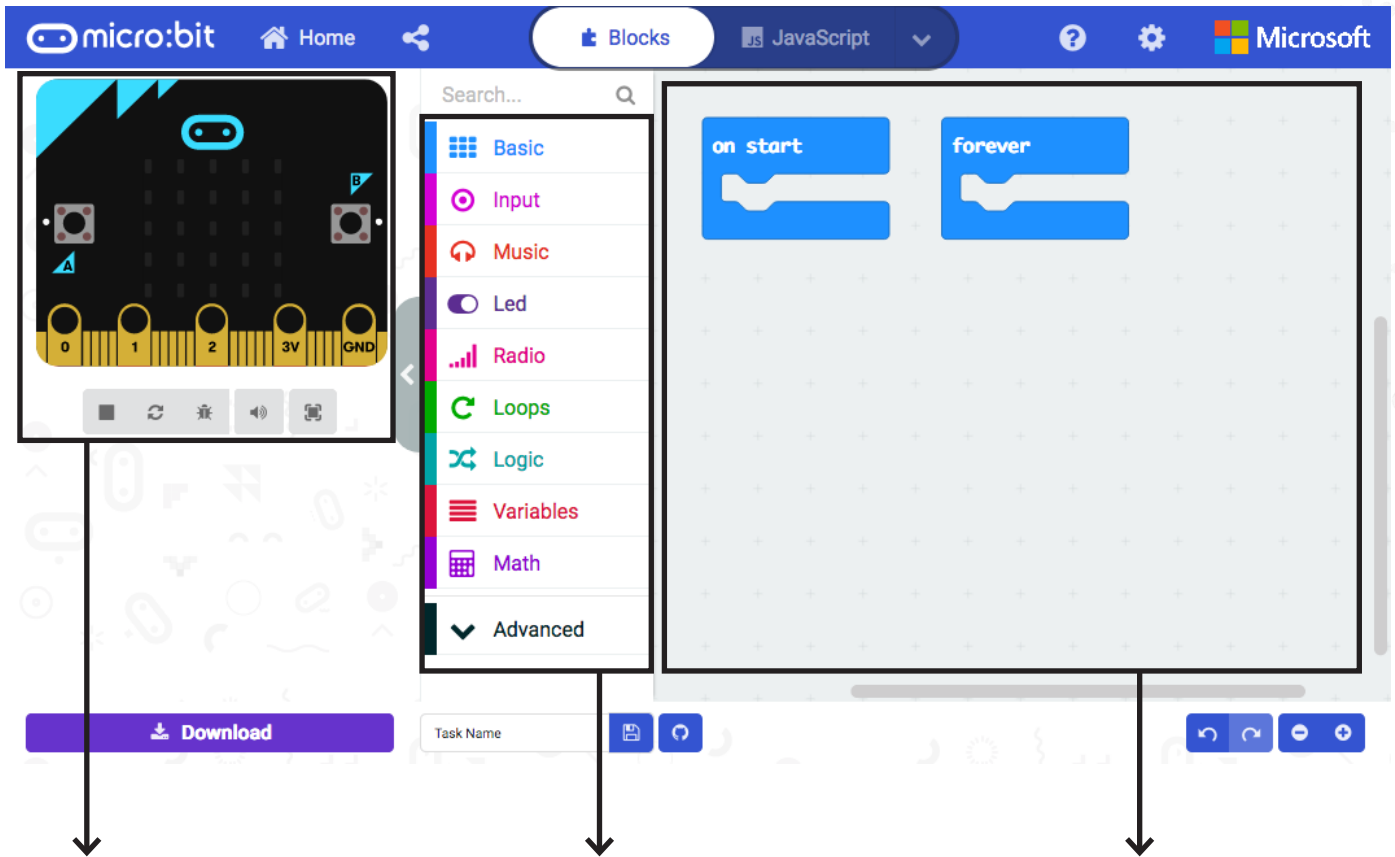 micro:bit Home Blocks JS JavaScript ? Microsoft
Search...
B
A
0 1 2 3V GND
Basic
Input
Music
Led
Radio
Loops
Logic
Variables
Math
Advanced
on start
forever
Download
Task Name